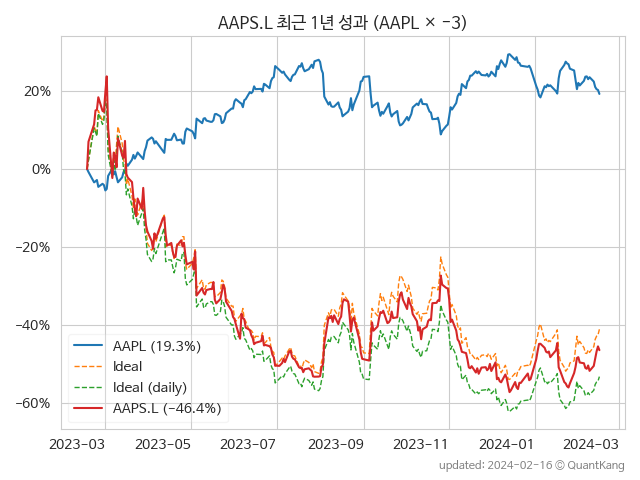 AAPS.L 최근 1년 성과 (AAPL × −3)
20%
0%
−20%
−40%
−60%
AAPL (19.3%)
Ideal
Ideal (daily)
AAPS.L (−46.4%)
2023-03 2023-05 2023-07 2023-09 2023-11 2024-01 2024-03
updated: 2024-02-16 © QuantKang